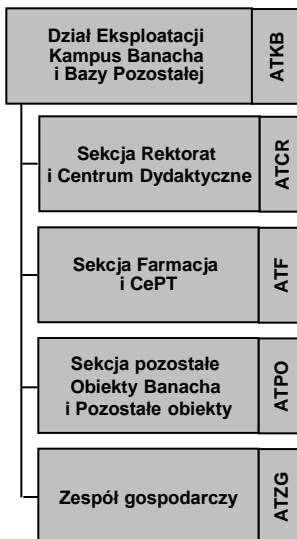 Dział Eksploatacji
Kampus Banacha
i Bazy Pozostałej
ATKB
Sekcja Rektorat
i Centrum Dydaktyczne
ATCR
Sekcja Farmacja
i CePT
ATF
Sekcja pozostałe
Obiekty Banacha
i Pozostałe obiekty
ATPO
Zespół gospodarczy
ATZG